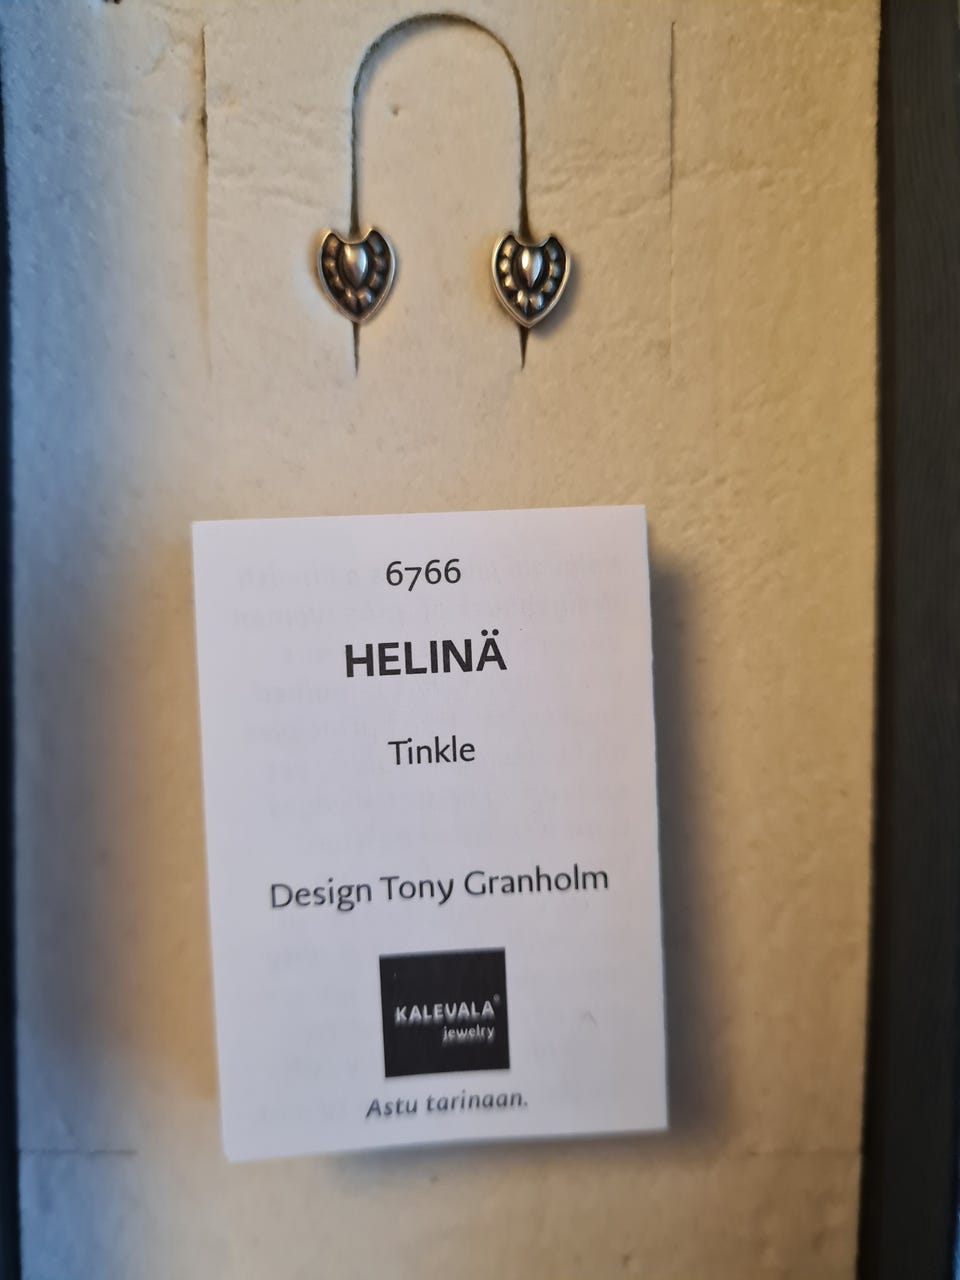 6766
HELINÄ
Tinkle
Design Tony Granholm
KALEVALA®
jewelry
Astu tarinaan.